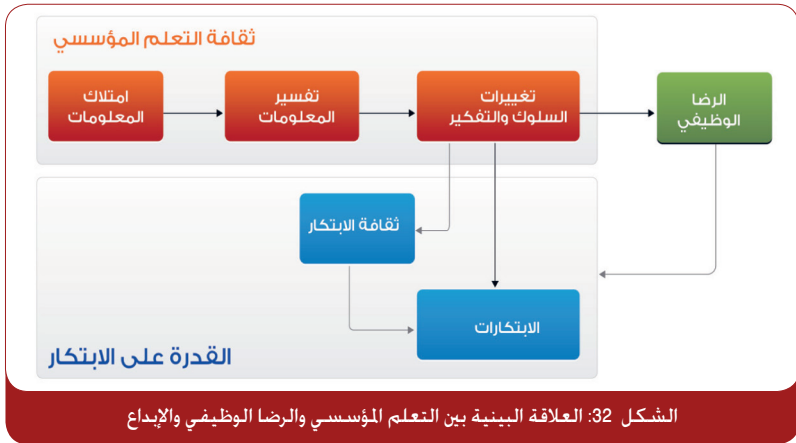 ثقافة التعلم المؤسسي
امتلاك
المعلومات
تفسير
المعلومات
تغييرات
السلوك والتفكير
الرضا
الوظيفي
ثقافة الابتكار
الابتكارات
القدرة على الابتكار
الشكل 32: العلاقة البينية بين التعلم المؤسسي والرضا الوظيفي والإبداع